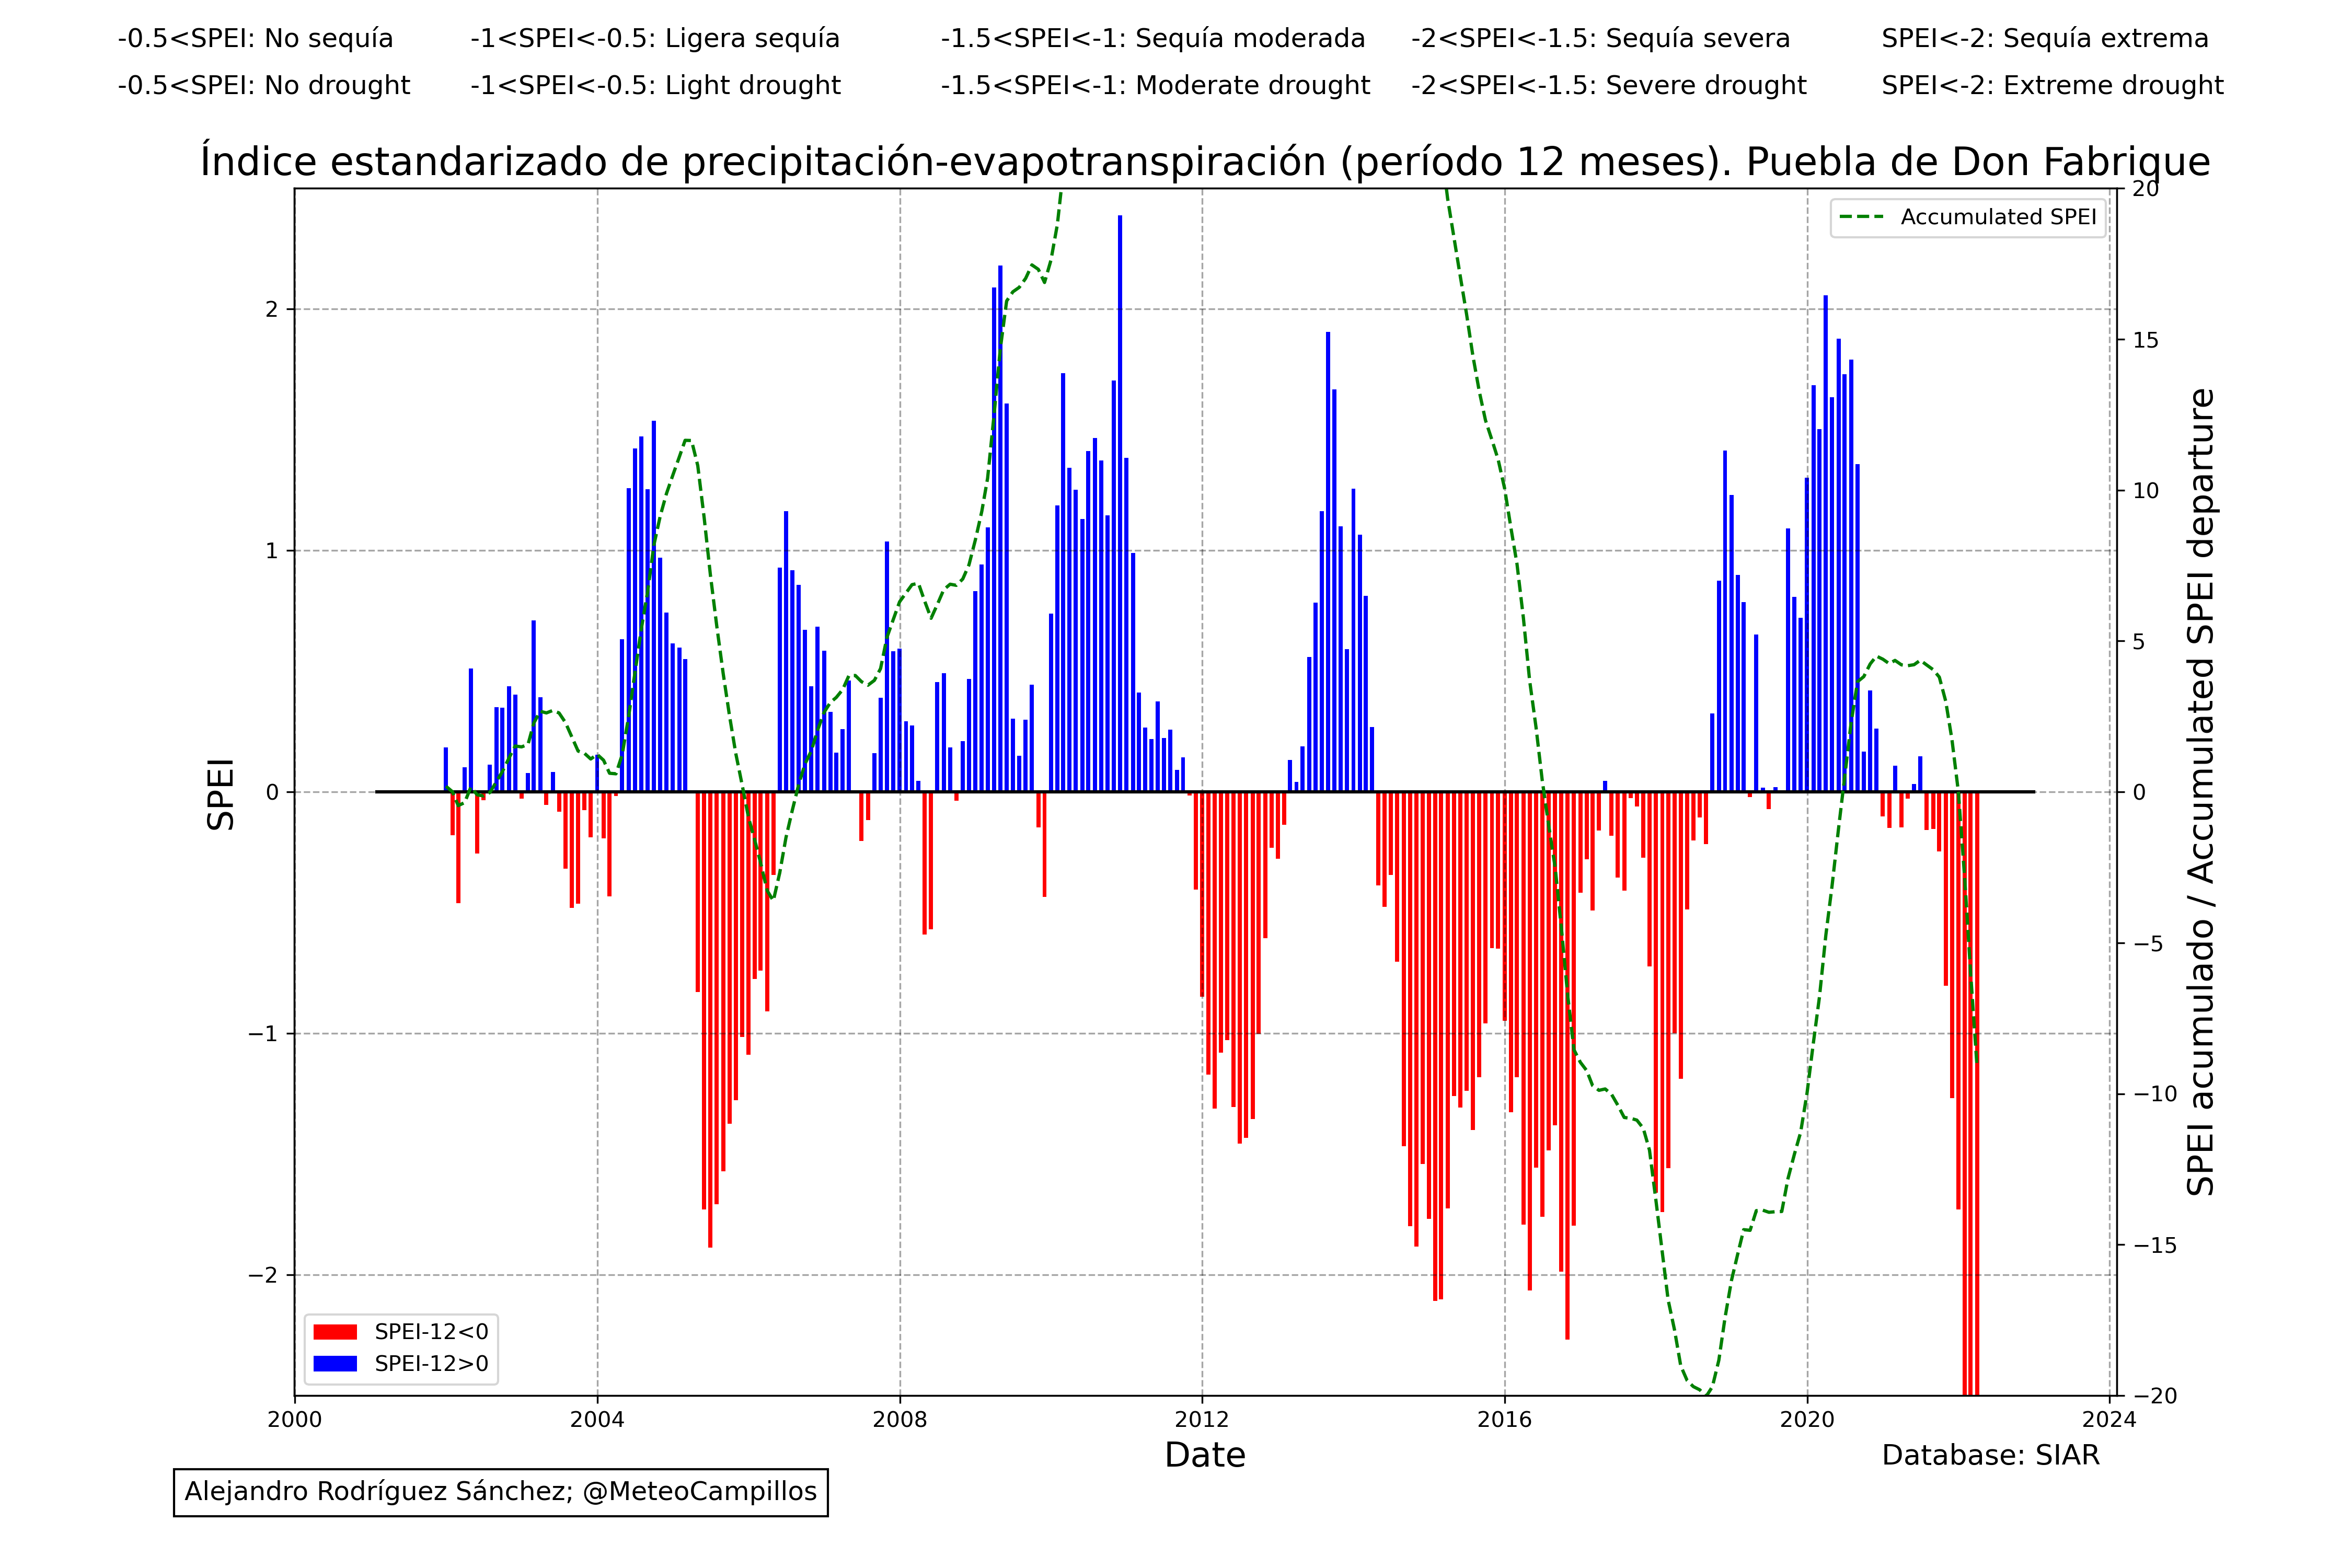 -0.5<SPEI: No sequía -1<SPEI<-0.5: Ligera sequía -1.5<SPEI<-1: Sequía moderada -2<SPEI<-1.5: Sequía severa SPEI<-2: Sequía extrema
-0.5<SPEI: No drought -1<SPEI<-0.5: Light drought -1.5<SPEI<-1: Moderate drought -2<SPEI<-1.5: Severe drought SPEI<-2: Extreme drought
Índice estandarizado de precipitación-evapotranspiración (período 12 meses). Puebla de Don Fabrique
Accumulated SPEI
SPEI
2
1
0
−1
−2
20
15
10
5
0
−5
−10
−15
−20
SPEI acumulado / Accumulated SPEI departure
SPEI-12<0
SPEI-12>0
2000 2004 2008 2012 2016 2020 2024
Date
Database: SIAR
Alejandro Rodríguez Sánchez; @MeteoCampillos